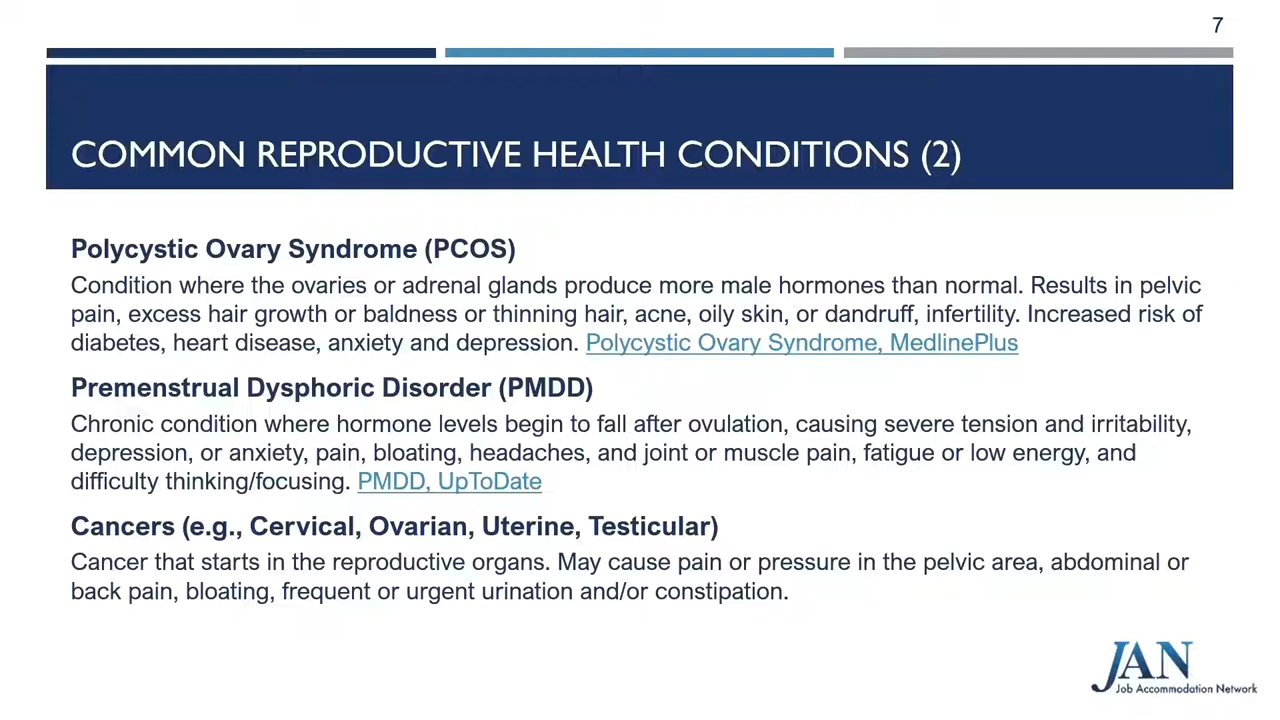 7
COMMON REPRODUCTIVE HEALTH CONDITIONS (2)
Polycystic Ovary Syndrome (PCOS)
Condition where the ovaries or adrenal glands produce more male hormones than normal. Results in pelvic
pain, excess hair growth or baldness or thinning hair, acne, oily skin, or dandruff, infertility. Increased risk of
diabetes, heart disease, anxiety and depression. Polycystic Ovary Syndrome, MedlinePlus
Premenstrual Dysphoric Disorder (PMDD)
Chronic condition where hormone levels begin to fall after ovulation, causing severe tension and irritability,
depression, or anxiety, pain, bloating, headaches, and joint or muscle pain, fatigue or low energy, and
difficulty thinking/focusing. PMDD, UpToDate
Cancers (e.g., Cervical, Ovarian, Uterine, Testicular)
Cancer that starts in the reproductive organs. May cause pain or pressure in the pelvic area, abdominal or
back pain, bloating, frequent or urgent urination and/or constipation.
JAN
Job Accommodation Network